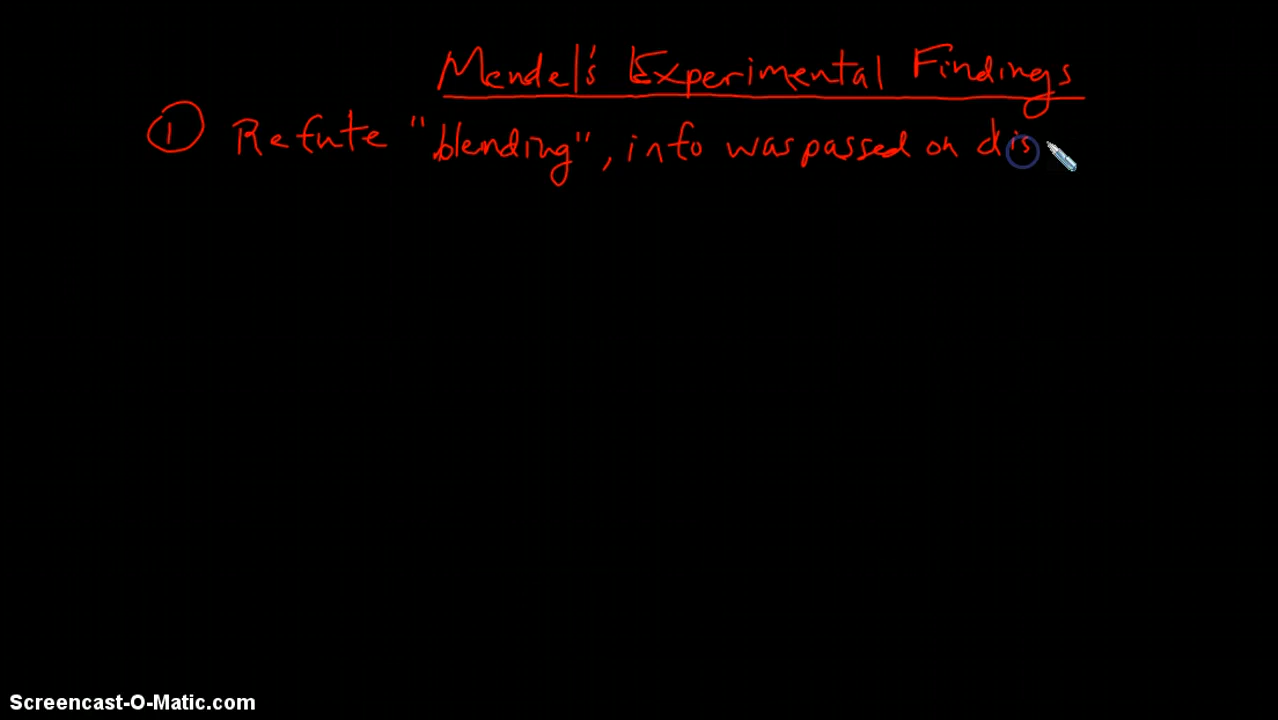 Mendel's Experimental Findings
① Refute "blending", info was passed on dis
Screencast-O-Matic.com